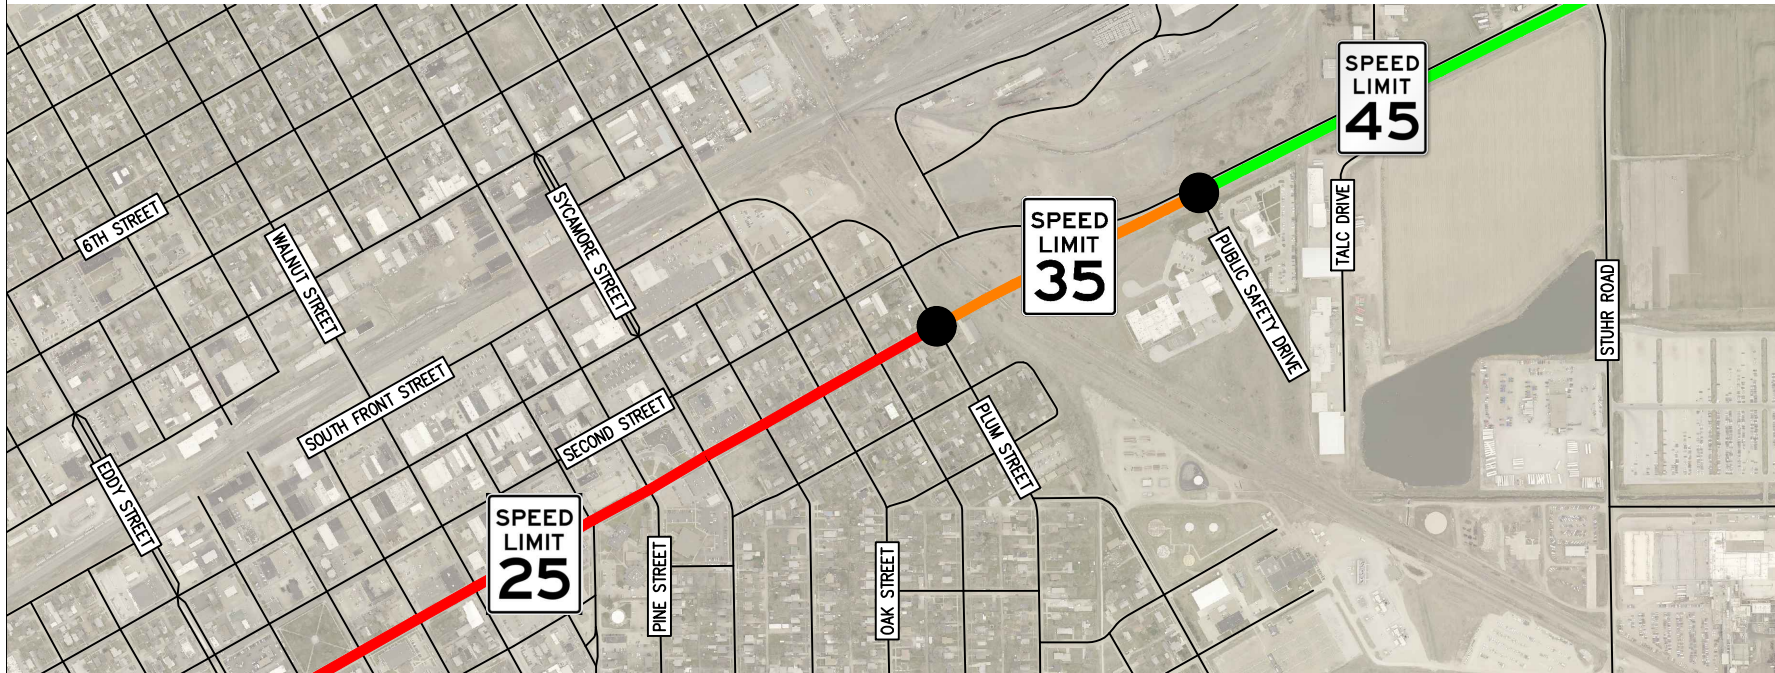 SPEED
LIMIT
45
6TH STREET
WALNUT STREET
SYCAMORE STREET
SPEED
LIMIT
35
PUBLIC SAFETY DRIVE
TALC DRIVE
STUHR ROAD
SOUTH FRONT STREET
SECOND STREET
PLUM STREET
EDDY STREET
SPEED
LIMIT
25
PINE STREET
OAK STREET